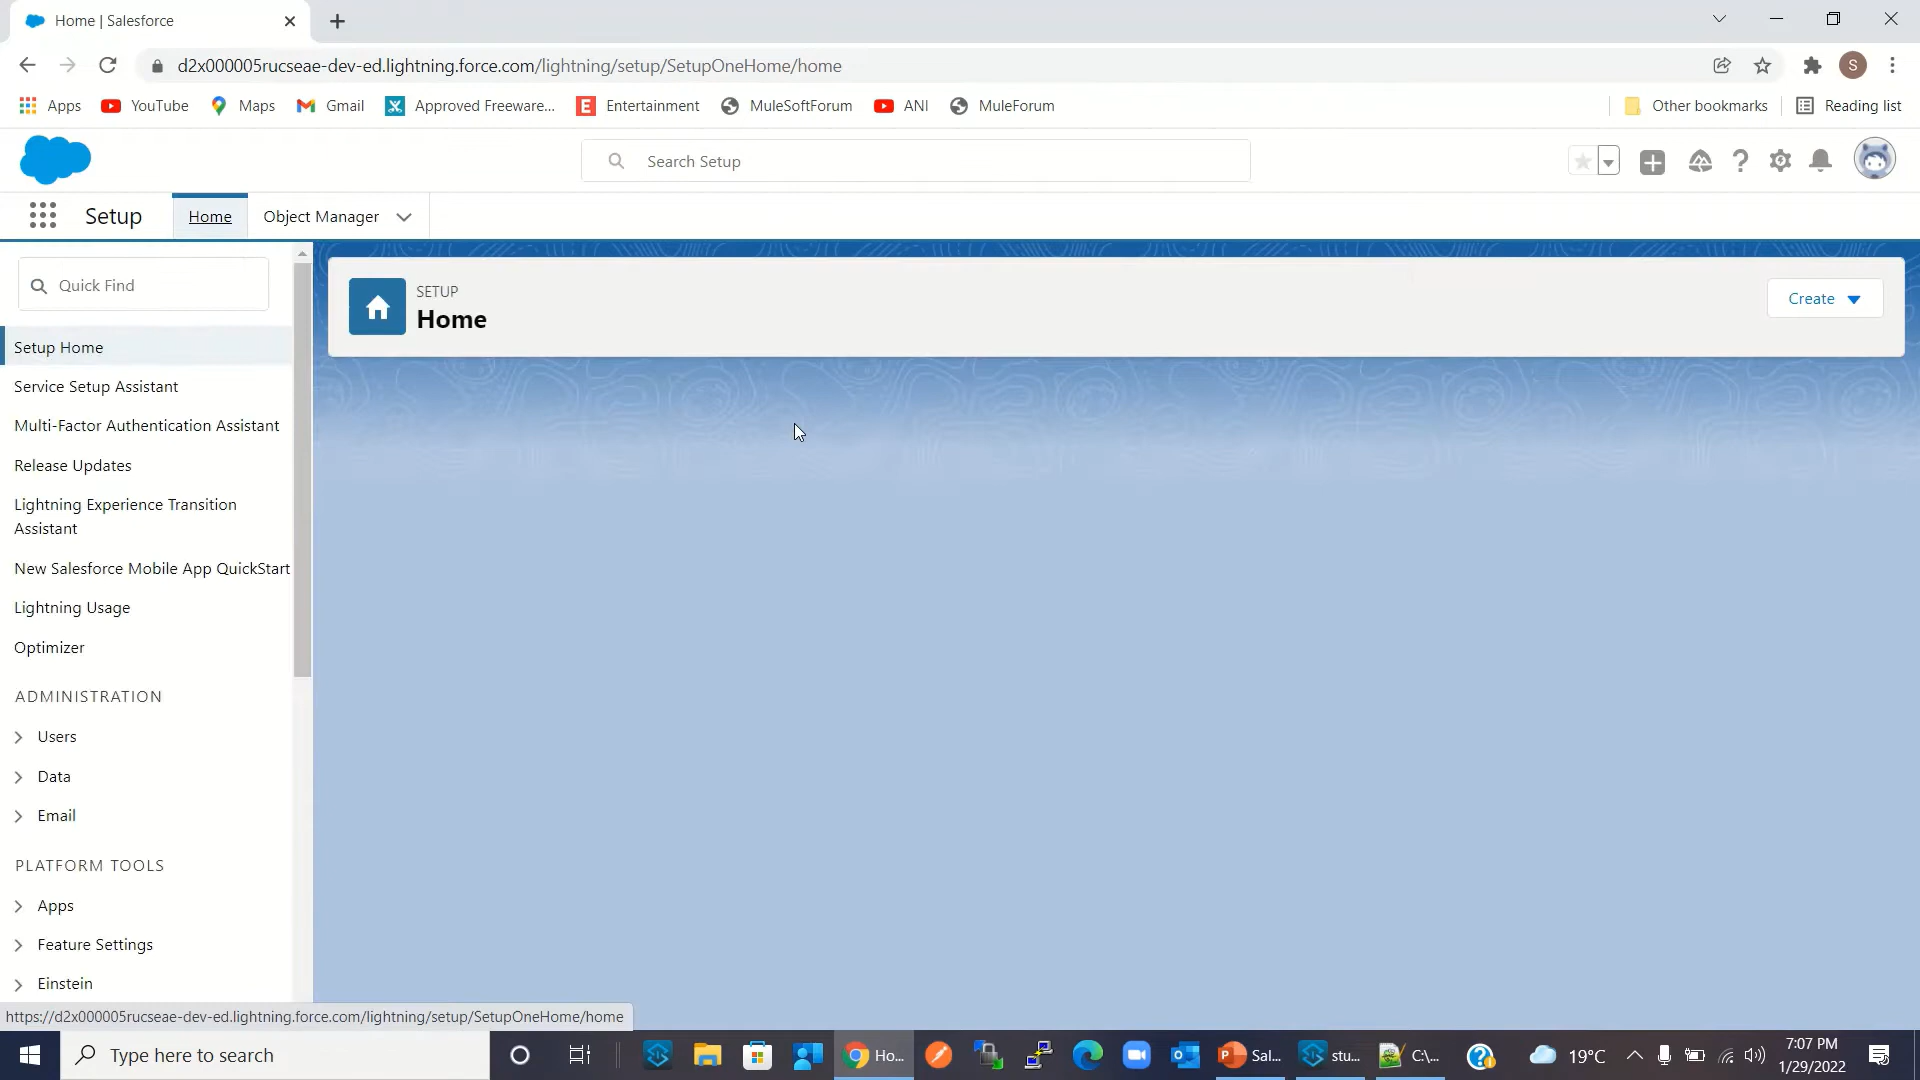 Home | Salesforce
d2x000005rucseae-dev-ed.lightning.force.com/lightning/setup/SetupOneHome/home
S
Apps YouTube Maps Gmail Approved Freeware... Entertainment MuleSoftForum ANI MuleForum Other bookmarks Reading list
Search Setup
Setup Home Object Manager
Quick Find
SETUP
Home
Create
Setup Home
Service Setup Assistant
Multi-Factor Authentication Assistant
Release Updates
Lightning Experience Transition
Assistant
New Salesforce Mobile App QuickStart
Lightning Usage
Optimizer
ADMINISTRATION
Users
Data
Email
PLATFORM TOOLS
Apps
Feature Settings
Einstein
https://d2x000005rucseae-dev-ed.lightning.force.com/lightning/setup/SetupOneHome/home
Type here to search
Ho...
Sal...
stu...
C:\...
19°C
7:07 PM
1/29/2022